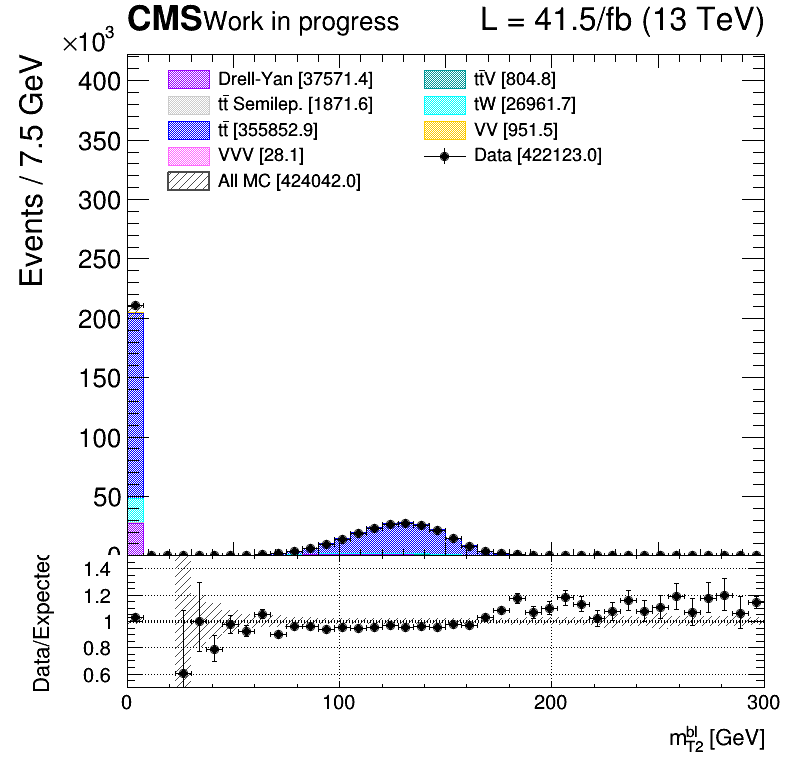 CMS Work in progress L = 41.5/fb (13 TeV)
×10³
Events / 7.5 GeV
400
350
300
250
200
150
100
50
0
Drell-Yan [37571.4]
tt̄ Semilep. [1871.6]
tt̄ [355852.9]
VVV [28.1]
All MC [424042.0]
tt̄V [804.8]
tW [26961.7]
VV [951.5]
Data [422123.0]
Data/Expected
1.4
1.2
1
0.8
0.6
0 100 200 300
m_{T2}^{bl} [GeV]